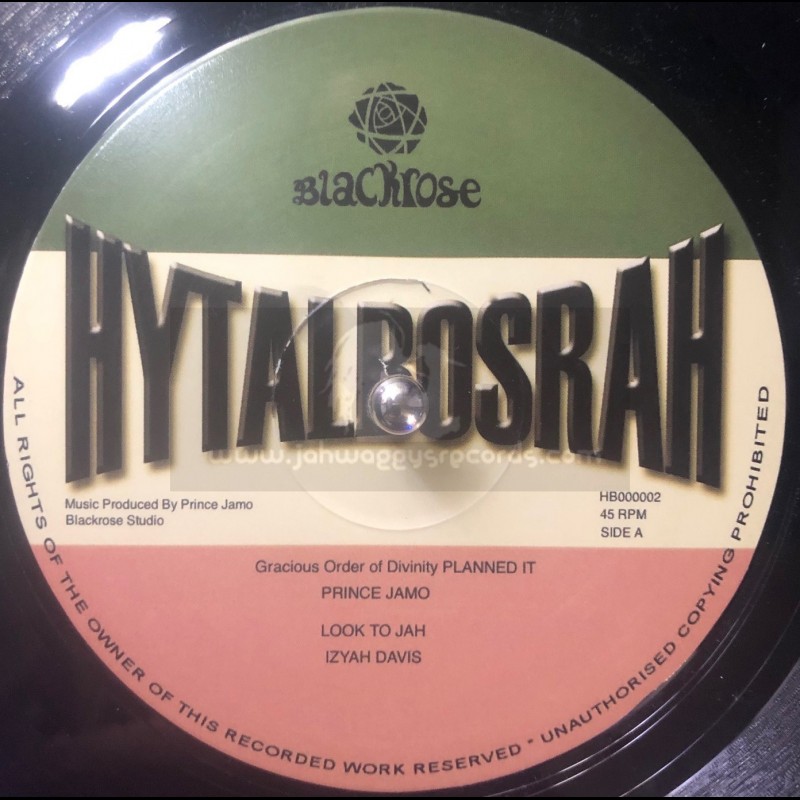 Blackrose
HYTALBOSRAH
www.jahwaggysrecords.com
Music Produced By Prince Jamo
Blackrose Studio
HB000002
45 RPM
SIDE A
Gracious Order of Divinity PLANNED IT
PRINCE JAMO
LOOK TO JAH
IZYAH DAVIS
ALL RIGHTS OF THE OWNER OF THIS RECORDED WORK RESERVED - UNAUTHORISED COPYING PROHIBITED